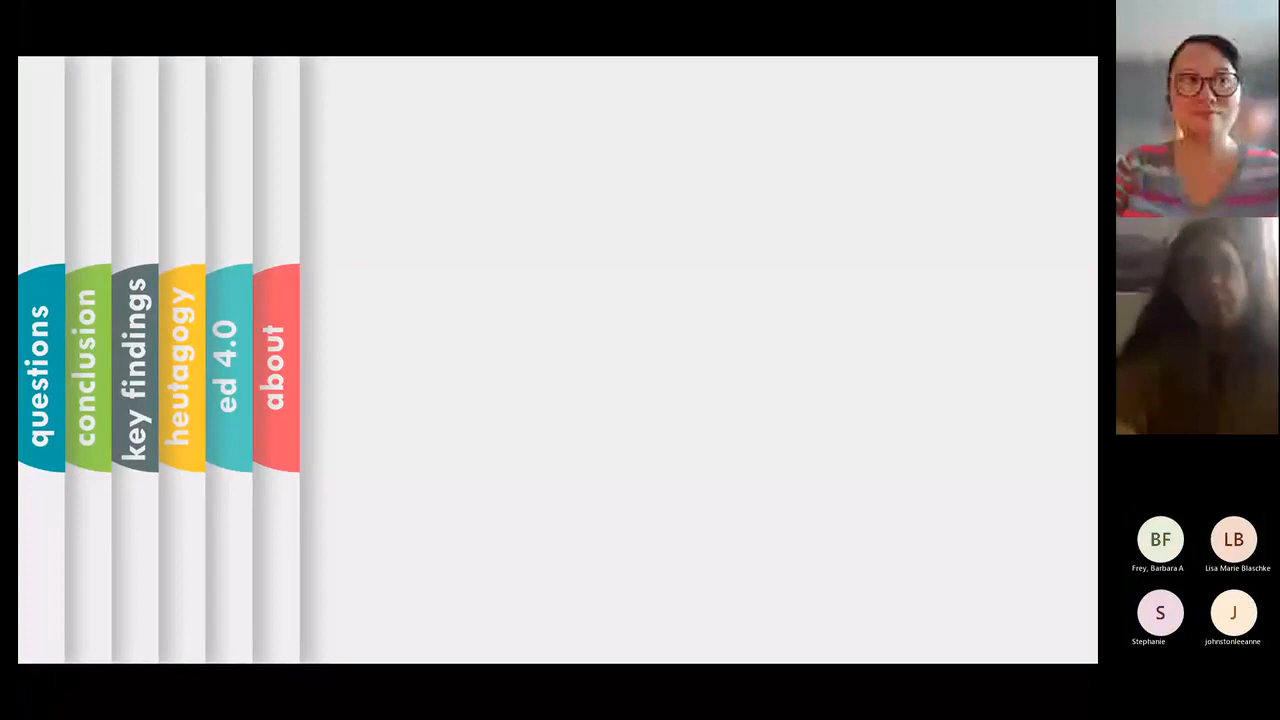 questions
conclusion
key findings
heutagogy
ed 4.0
about
BF
LB
Frey, Barbara A
Lisa Marie Blaschke
S
J
Stephanie
johnstonleeanne